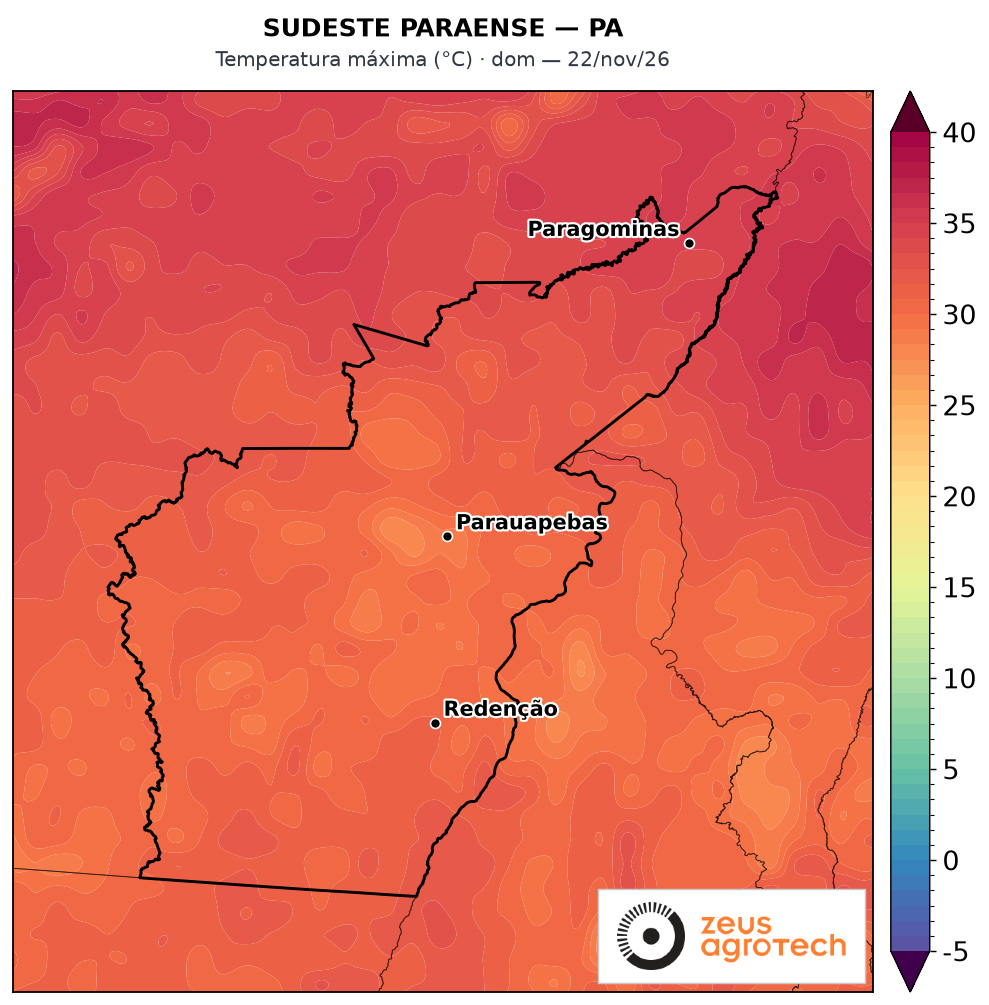 SUDESTE PARAENSE — PA
Temperatura máxima (°C) · dom — 22/nov/26
40
35
30
25
20
15
10
5
0
-5
Paragominas
Parauapebas
Redenção
zeus
agrotech